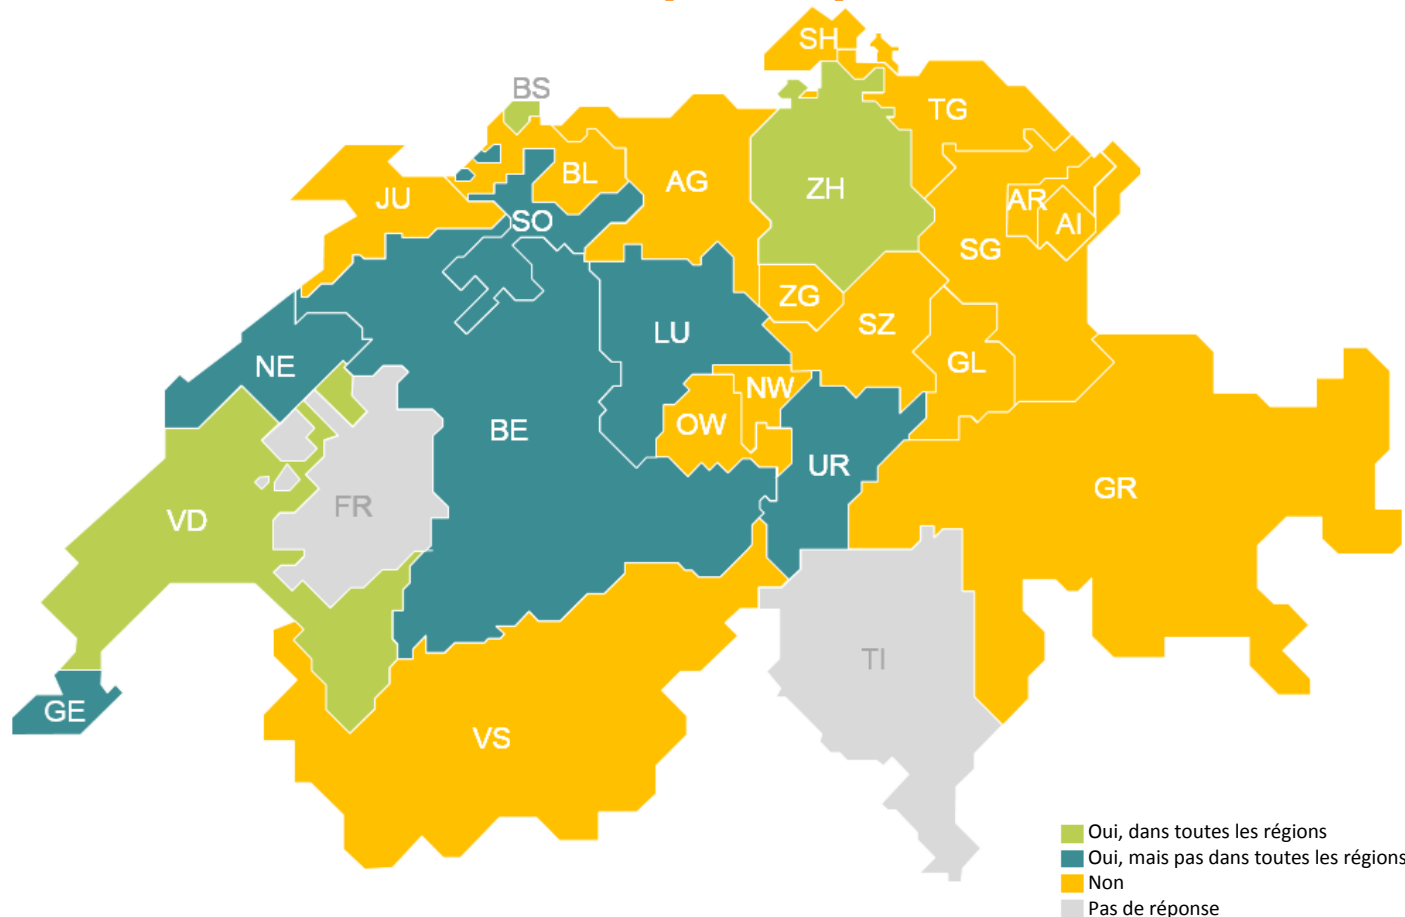 SH
BS
TG
BL
AG
ZH
JU
AR
AI
SO
SG
ZG
SZ
LU
NE
GL
NW
OW
BE
UR
GR
FR
VD
TI
GE
VS
Oui, dans toutes les régions
Oui, mais pas dans toutes les régions
Non
Pas de réponse